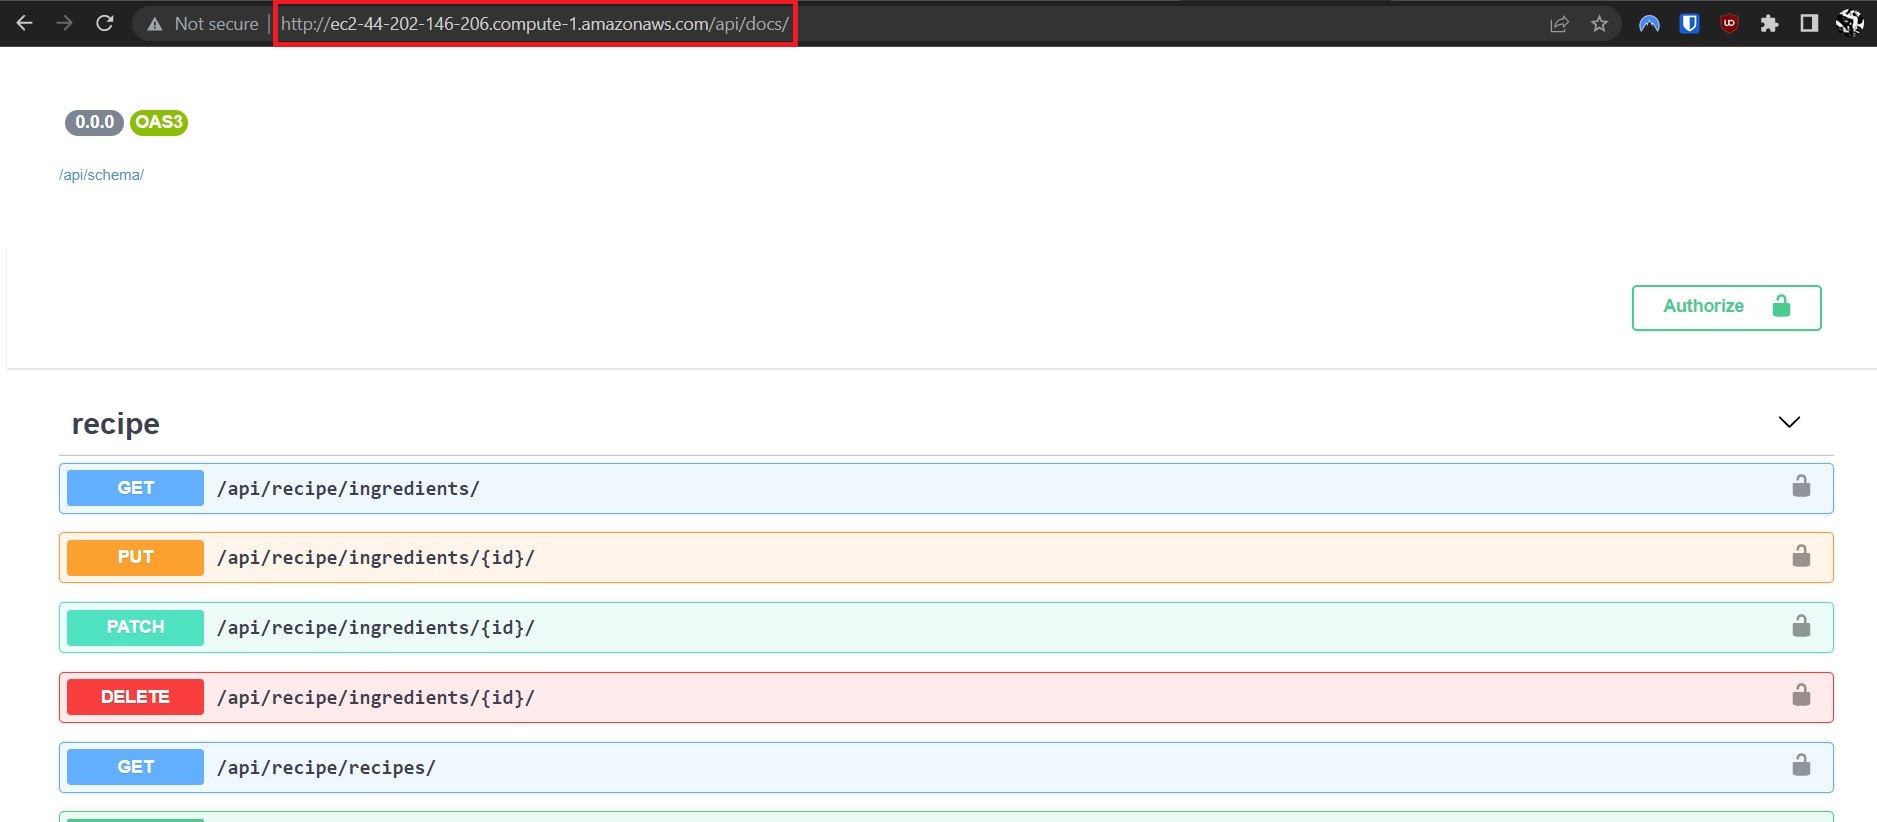 Not secure | http://ec2-44-202-146-206.compute-1.amazonaws.com/api/docs/
0.0.0 OAS3
/api/schema/
Authorize
recipe
GET /api/recipe/ingredients/
PUT /api/recipe/ingredients/{id}/
PATCH /api/recipe/ingredients/{id}/
DELETE /api/recipe/ingredients/{id}/
GET /api/recipe/recipes/